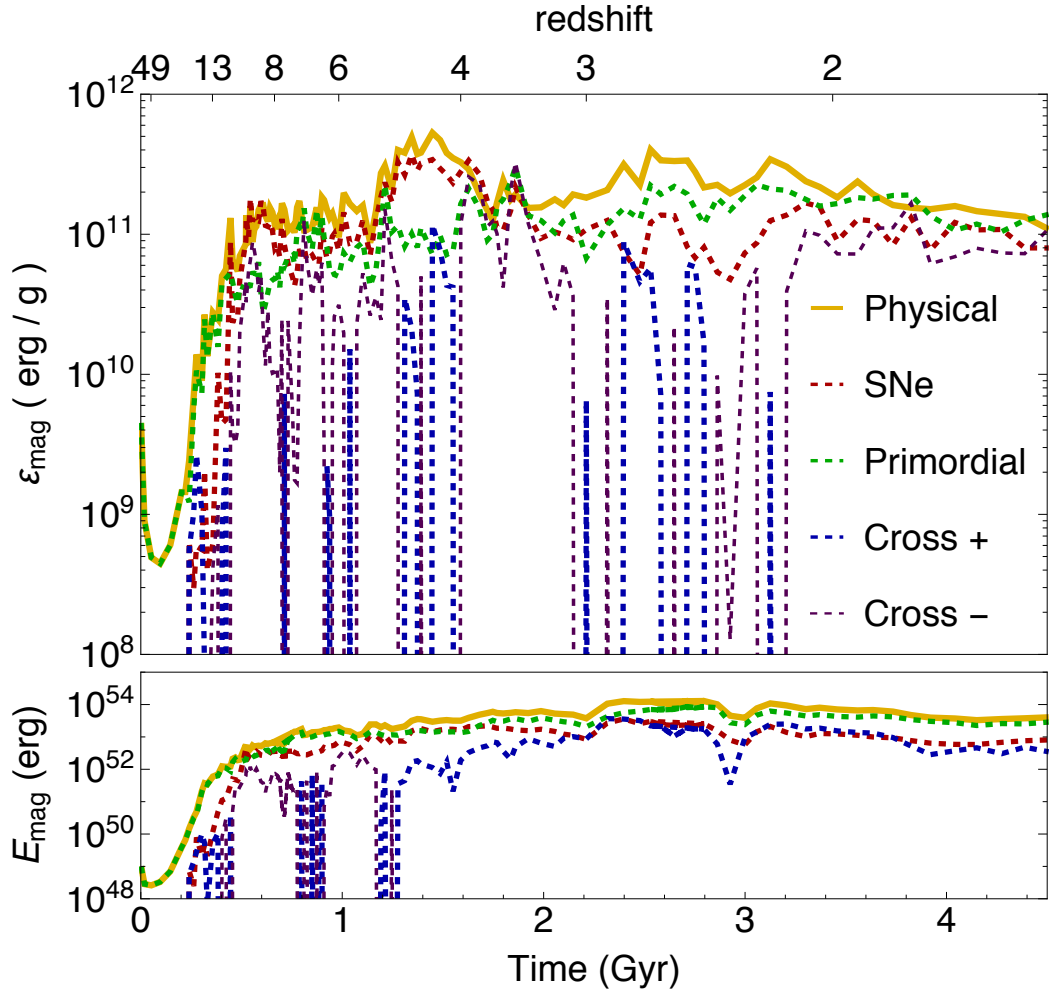 redshift
49 13 8 6 4 3 2
10^12
10^11
10^10
10^9
10^8
ε_mag ( erg / g )
Physical
SNe
Primordial
Cross +
Cross −
10^54
10^52
10^50
10^48
E_mag (erg)
0 1 2 3 4
Time (Gyr)